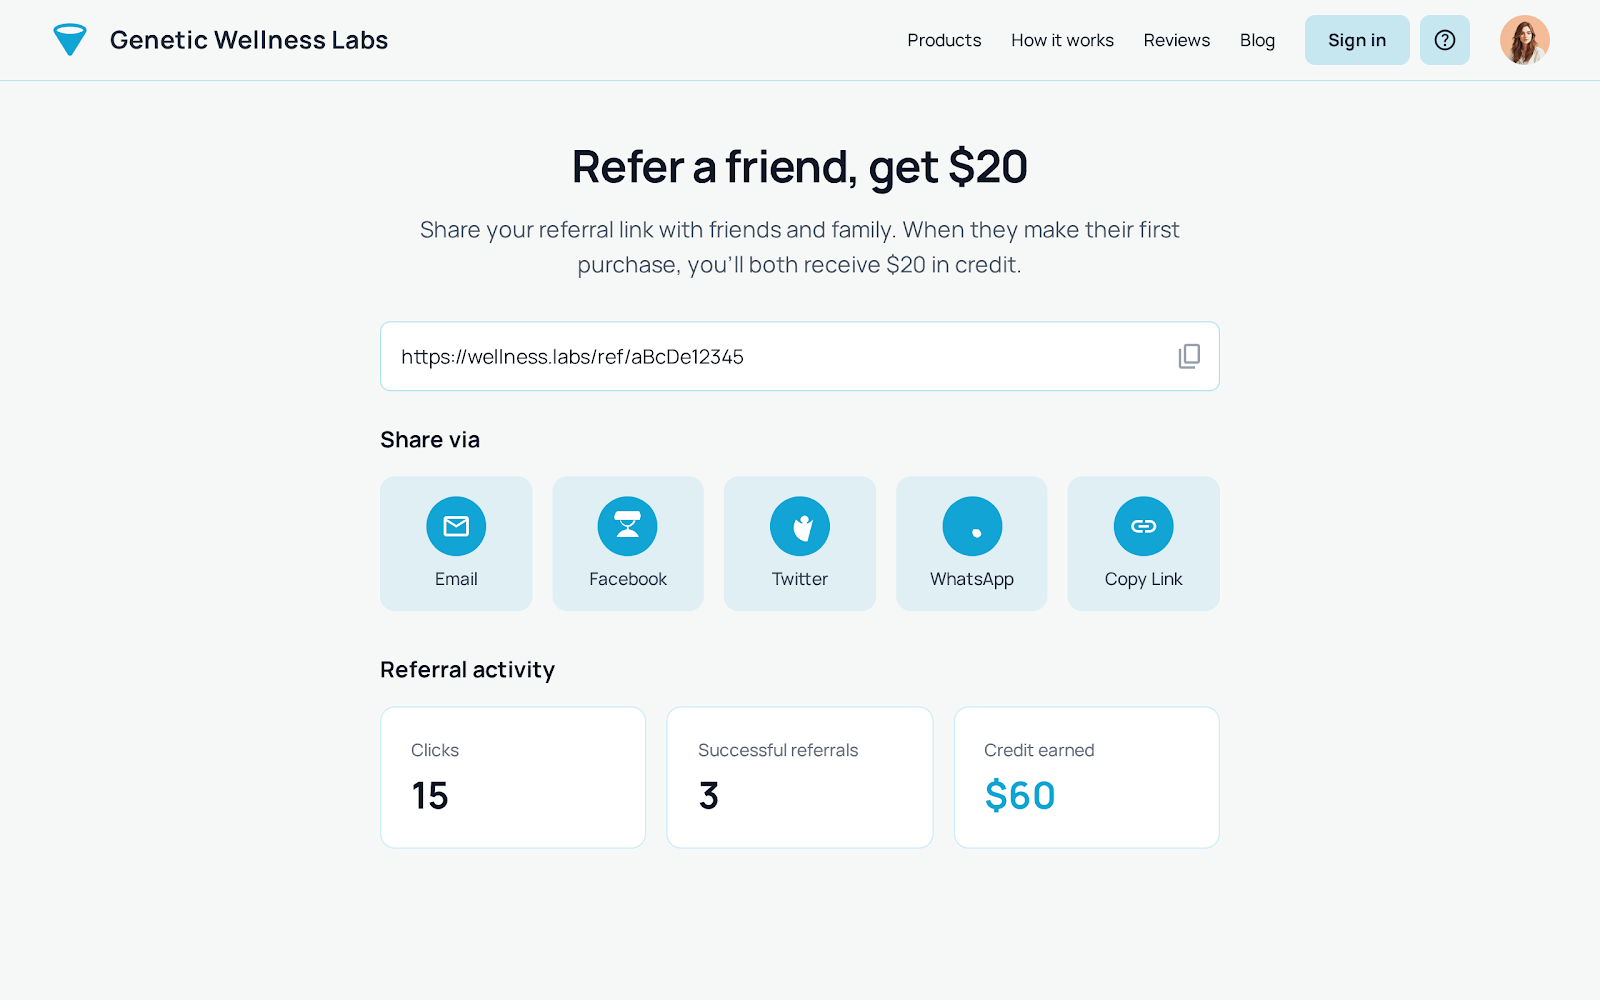 Genetic Wellness Labs
Products
How it works
Reviews
Blog
Sign in
Refer a friend, get $20
Share your referral link with friends and family. When they make their first
purchase, you'll both receive $20 in credit.
https://wellness.labs/ref/aBcDe12345
Share via
Email
Facebook
Twitter
WhatsApp
Copy Link
Referral activity
Clicks
15
Successful referrals
3
Credit earned
$60